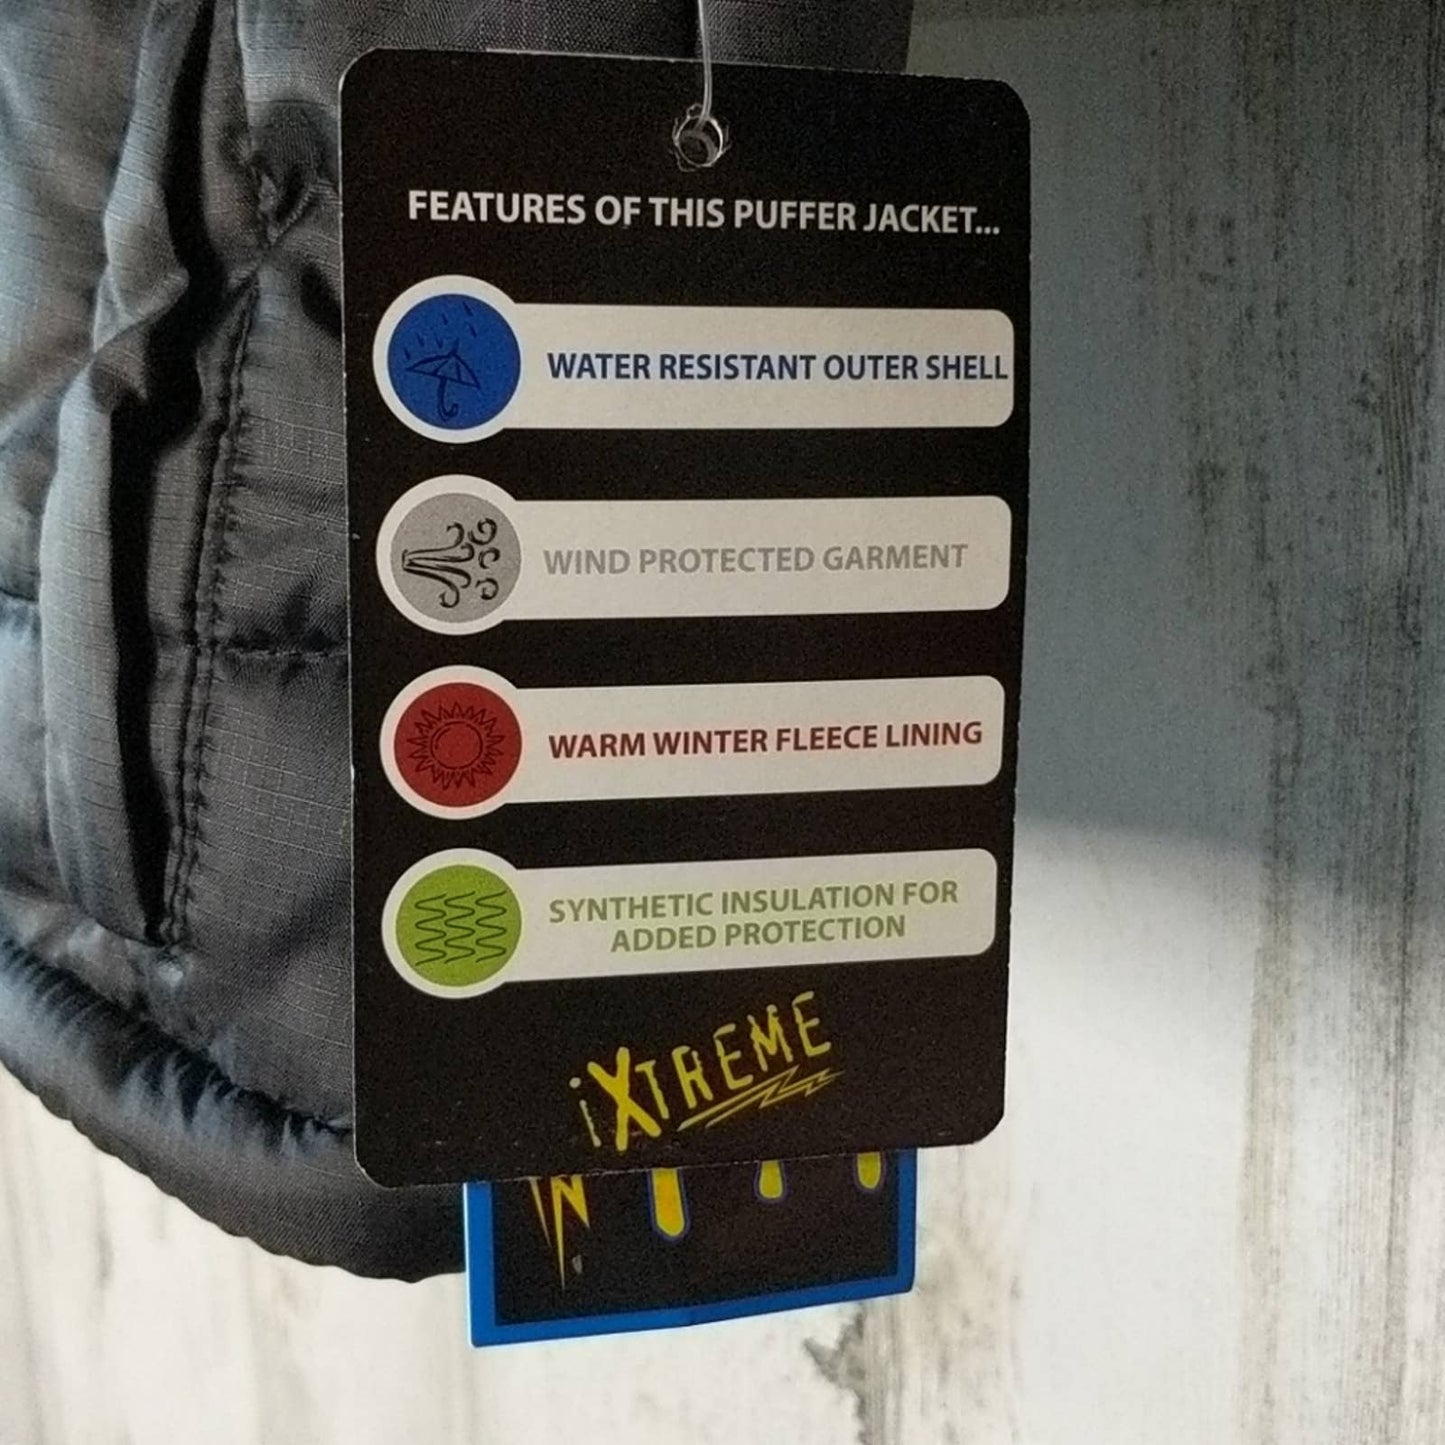 FEATURES OF THIS PUFFER JACKET...
WATER RESISTANT OUTER SHELL
WIND PROTECTED GARMENT
WARM WINTER FLEECE LINING
SYNTHETIC INSULATION FOR
ADDED PROTECTION
iXTREME